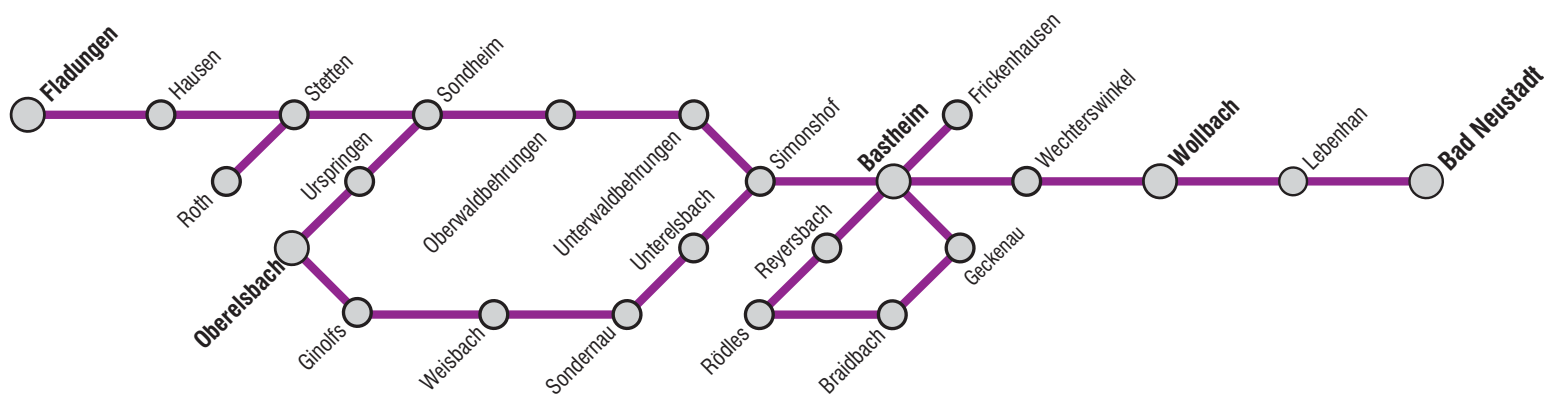 Fladungen
Hausen
Stetten
Sondheim
Roth
Urspringen
Oberwaldbehrungen
Unterwaldbehrungen
Simonshof
Bastheim
Frickenhausen
Wechterswinkel
Wollbach
Lebenhan
Bad Neustadt
Oberelsbach
Ginolfs
Weisbach
Sondernau
Unterelsbach
Reyersbach
Rödles
Braidbach
Geckenau